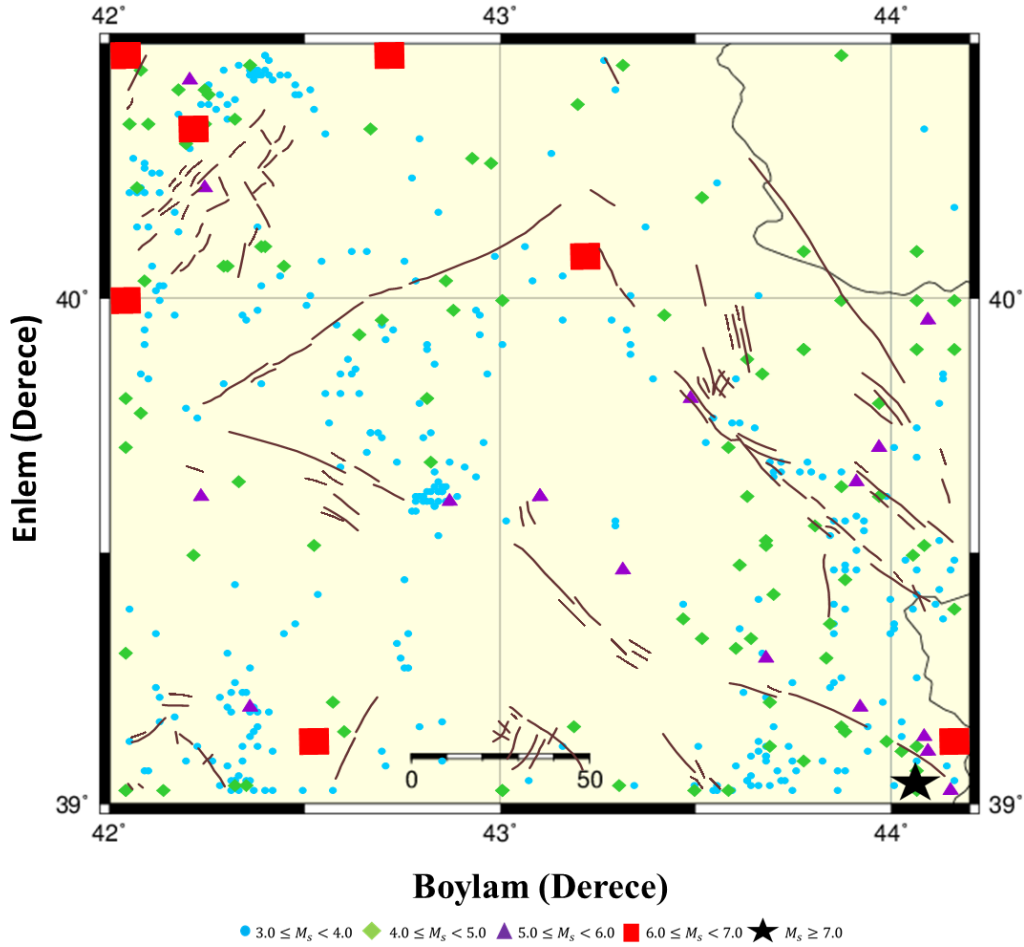 42° 43° 44°
40° 40°
0 50
39° 39°
42° 43° 44°
Enlem (Derece)
Boylam (Derece)
3.0 ≤ Mₛ < 4.0 4.0 ≤ Mₛ < 5.0 5.0 ≤ Mₛ < 6.0 6.0 ≤ Mₛ < 7.0 Mₛ ≥ 7.0